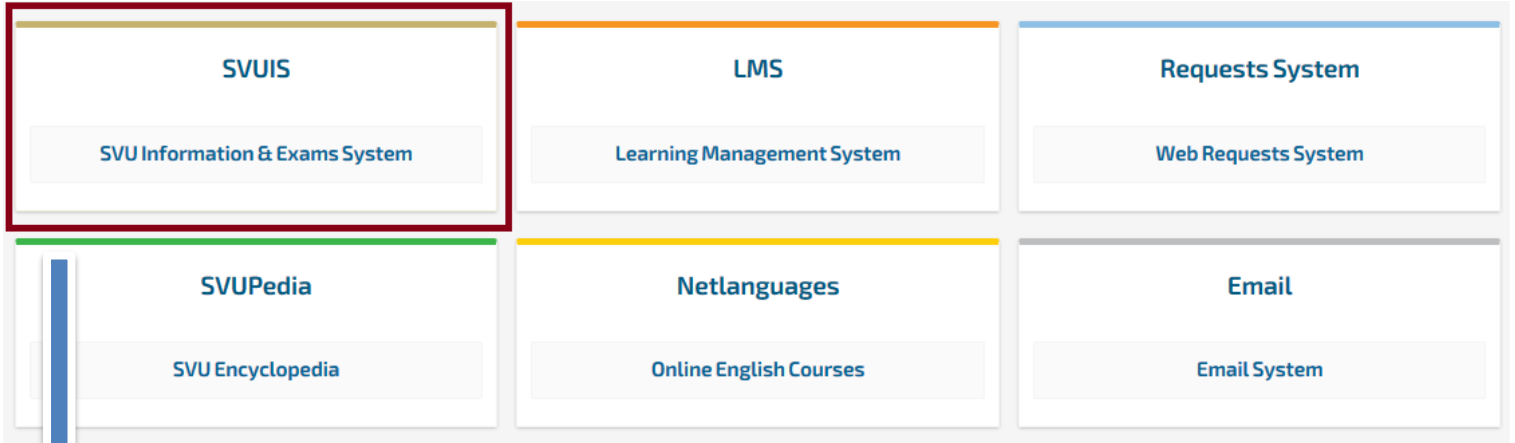 SVUIS
SVU Information & Exams System
LMS
Learning Management System
Requests System
Web Requests System
SVUPedia
SVU Encyclopedia
Netlanguages
Online English Courses
Email
Email System